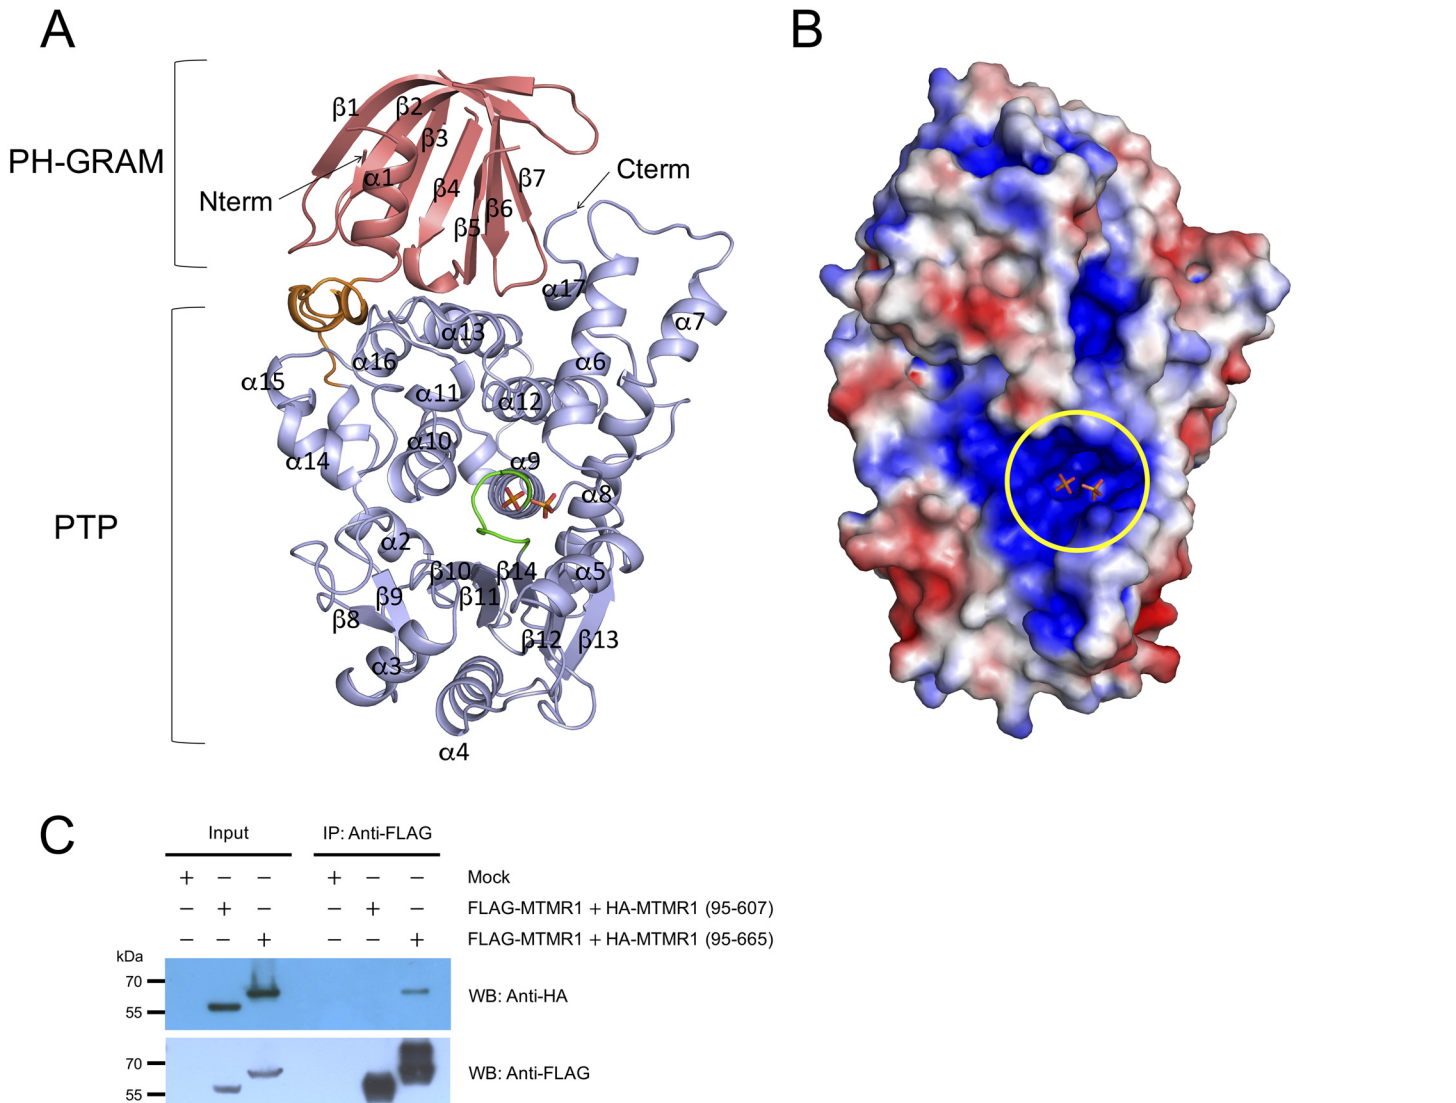 A
B
PH-GRAM
β1
β2
β3
α1
β4
β5
β6
β7
Nterm
Cterm
α17
α13
α7
α16
α6
α15
α11
α12
α10
α14
α9
α8
PTP
α2
β10
β14
α5
β9
β11
β8
β12
β13
α3
α4
C
Input IP: Anti-FLAG
+ − − + − − Mock
− + − − + − FLAG-MTMR1 + HA-MTMR1 (95-607)
− − + − − + FLAG-MTMR1 + HA-MTMR1 (95-665)
kDa
70
55
WB: Anti-HA
70
55
WB: Anti-FLAG